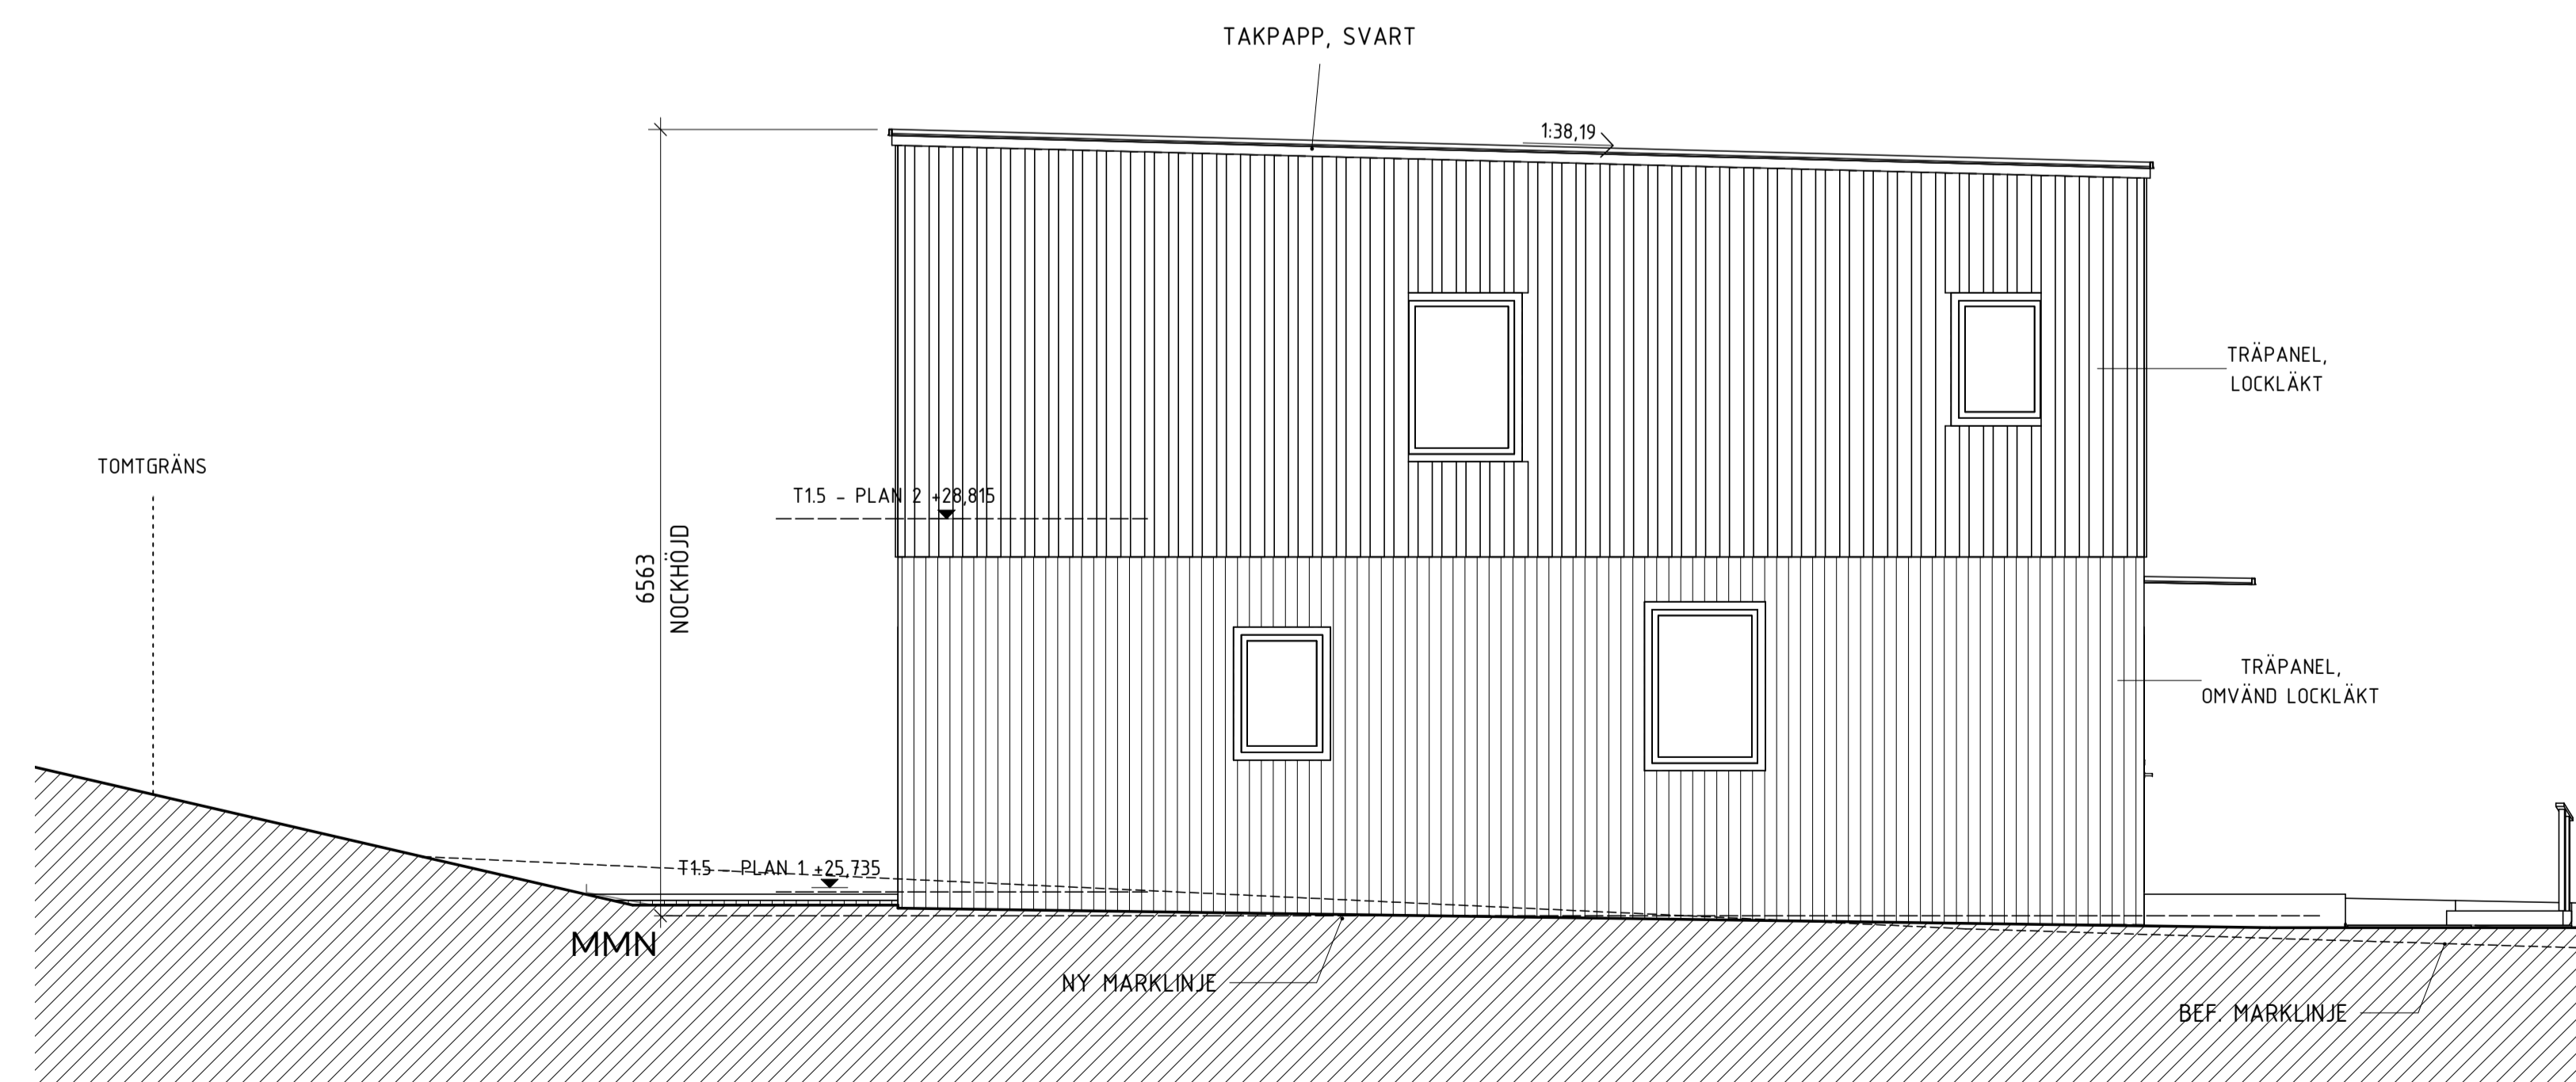 TAKPAPP, SVART
1:38,19
TRÄPANEL,
LOCKLÄKT
TOMTGRÄNS
T1.5 - PLAN 2 +28,815
6563
NOCKHÖJD
TRÄPANEL,
OMVÄND LOCKLÄKT
T1.5 - PLAN 1 +25,735
MMN
NY MARKLINJE
BEF. MARKLINJE